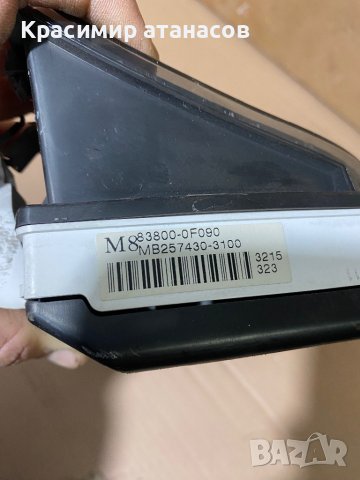 Красимир атанасов
M8 83800-0F090
MB257430-3100
3215
323
BAZAR
bg